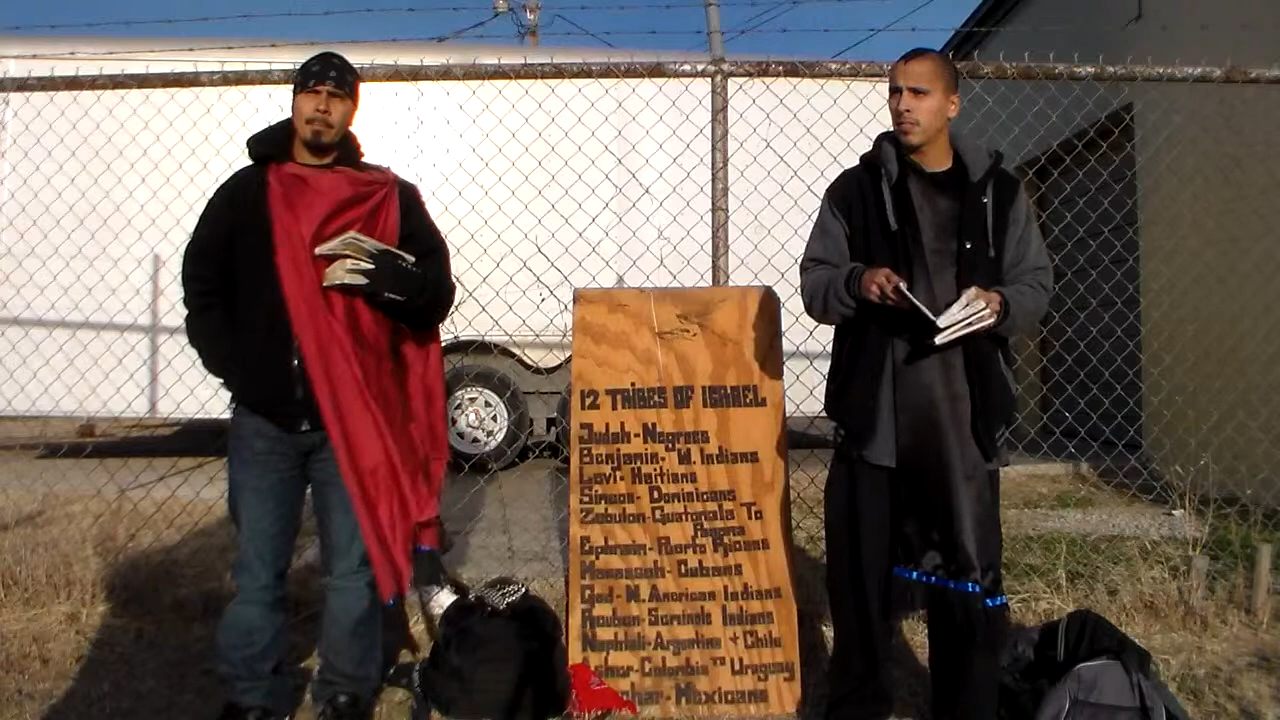 12 TRIBES OF ISRAEL
Judah-Negroes
Benjamin-W. Indians
Levi-Haitians
Simeon-Dominicans
Zebulon-Guatemala To
Panama
Ephraim-Puerto Ricans
Manasseh-Cubans
Gad-N. American Indians
Reuben-Seminole Indians
Naphtali-Argentina + Chile
Asher-Colombia To Uruguay
char-Mexicans